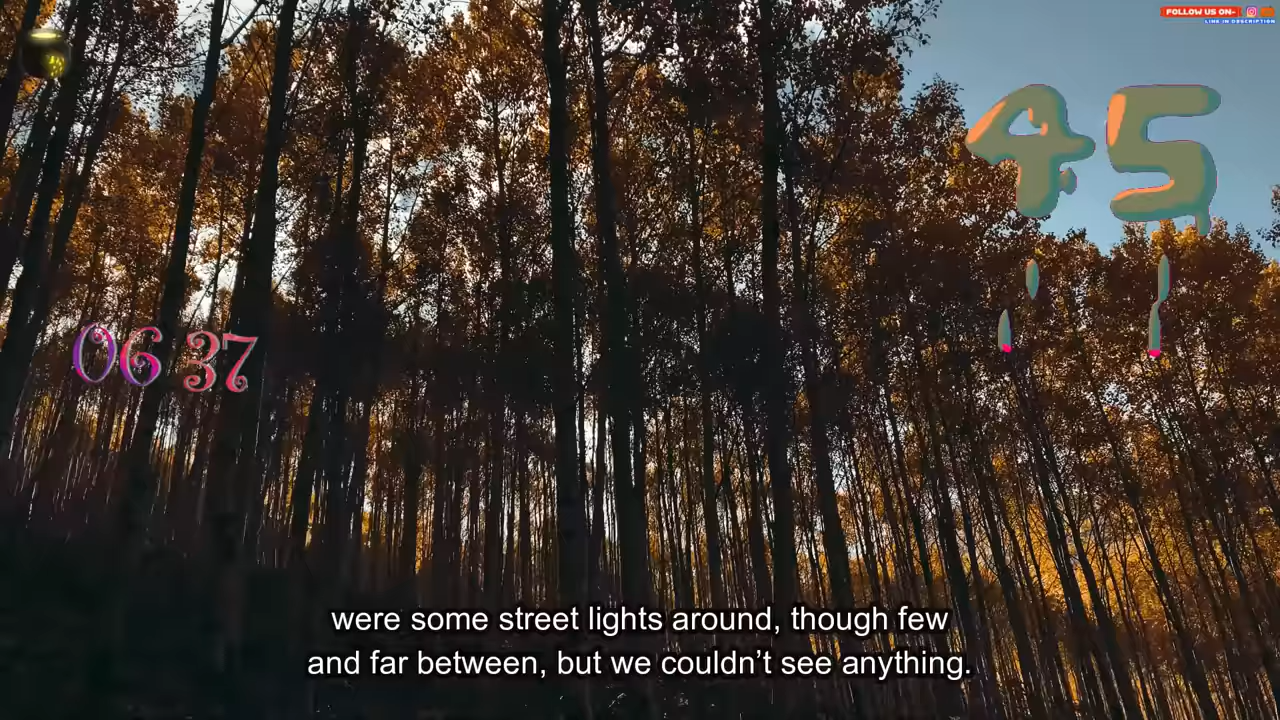 FOLLOW US ON-
LINK IN DESCRIPTION
45
06 37
were some street lights around, though few
and far between, but we couldn't see anything.